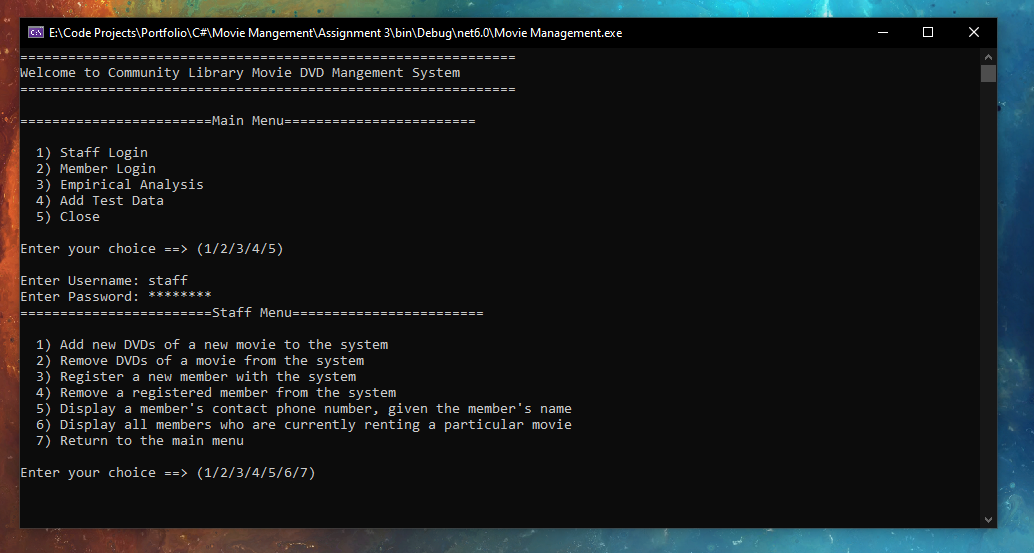 E:\Code Projects\Portfolio\C#\Movie Mangement\Assignment 3\bin\Debug\net6.0\Movie Management.exe
==============================================================
Welcome to Community Library Movie DVD Mangement System
==============================================================
========================Main Menu========================
1) Staff Login
2) Member Login
3) Empirical Analysis
4) Add Test Data
5) Close
Enter your choice ==> (1/2/3/4/5)
Enter Username: staff
Enter Password: ********
========================Staff Menu========================
1) Add new DVDs of a new movie to the system
2) Remove DVDs of a movie from the system
3) Register a new member with the system
4) Remove a registered member from the system
5) Display a member's contact phone number, given the member's name
6) Display all members who are currently renting a particular movie
7) Return to the main menu
Enter your choice ==> (1/2/3/4/5/6/7)